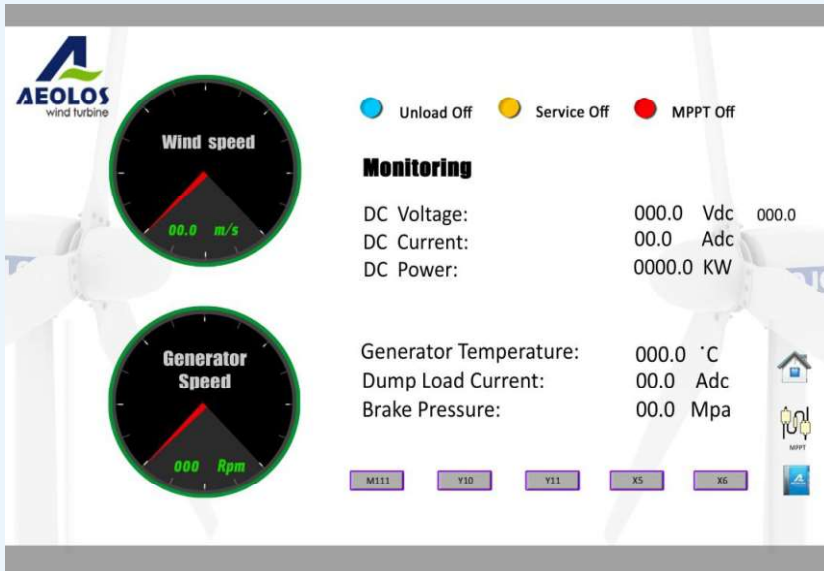 AEOLOS
wind turbine
Wind speed
00.0 m/s
Unload Off Service Off MPPT Off
Monitoring
DC Voltage: 000.0 Vdc 000.0
DC Current: 00.0 Adc
DC Power: 0000.0 KW
Generator
Speed
000 Rpm
Generator Temperature: 000.0 °C
Dump Load Current: 00.0 Adc
Brake Pressure: 00.0 Mpa
MPPT
M111 Y10 Y11 X5 X6